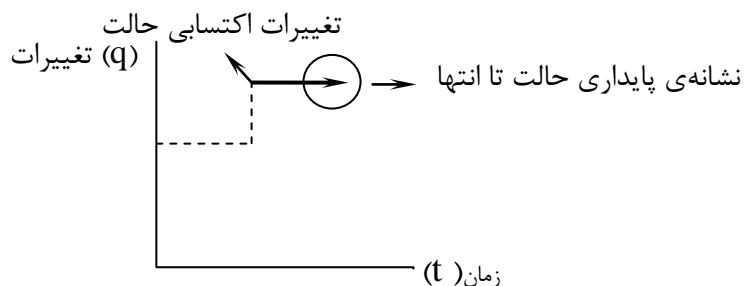 تغییرات اکتسابی حالت
تغییرات (q)
نشانه‌ی پایداری حالت تا انتها
زمان (t)